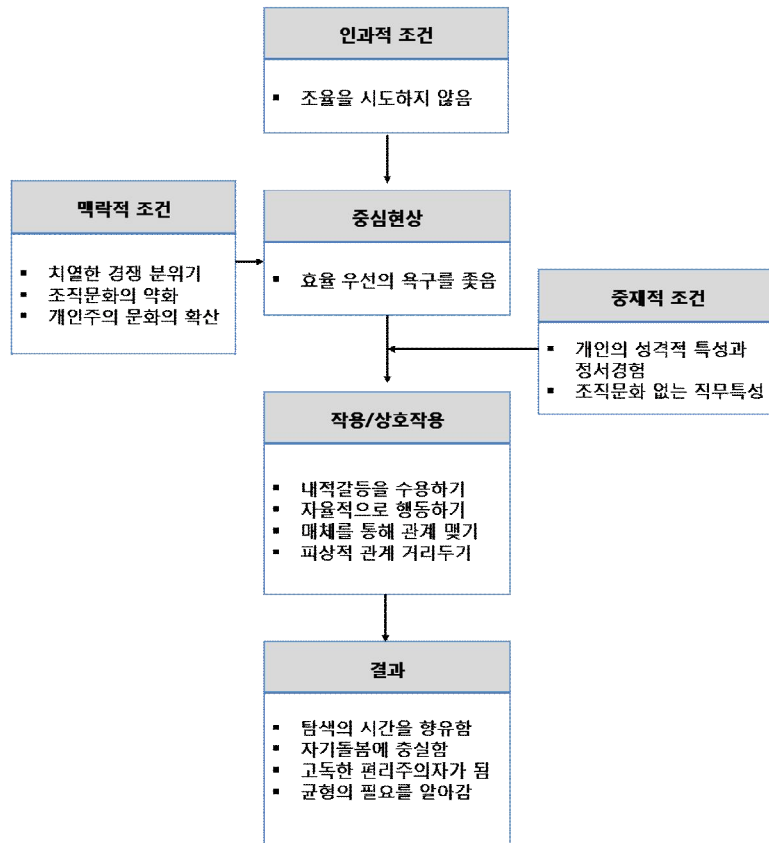 인과적 조건
▪ 조율을 시도하지 않음
맥락적 조건
▪ 치열한 경쟁 분위기
▪ 조직문화의 약화
▪ 개인주의 문화의 확산
중심현상
▪ 효율 우선의 욕구를 좇음
중재적 조건
▪ 개인의 성격적 특성과
정서경험
▪ 조직문화 없는 직무특성
작용/상호작용
▪ 내적갈등을 수용하기
▪ 자율적으로 행동하기
▪ 매체를 통해 관계 맺기
▪ 피상적 관계 거리두기
결과
▪ 탐색의 시간을 향유함
▪ 자기돌봄에 충실함
▪ 고독한 편리주의자가 됨
▪ 균형의 필요를 알아감